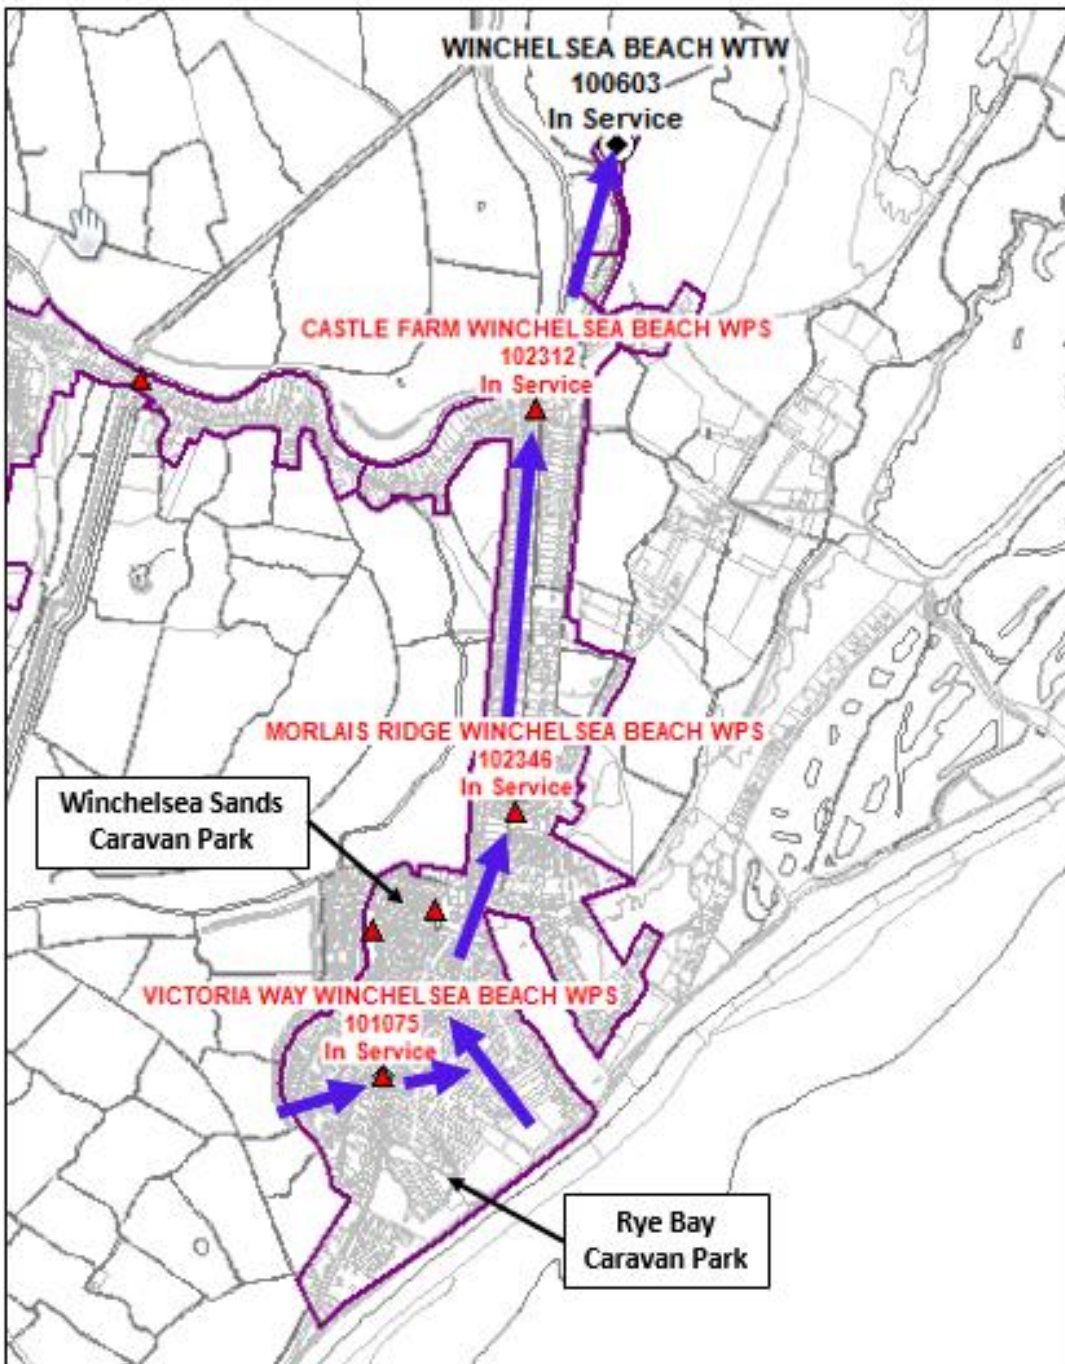 WINCHELSEA BEACH WTW
100603
In Service
CASTLE FARM WINCHELSEA BEACH WPS
102312
In Service
MORLAIS RIDGE WINCHELSEA BEACH WPS
102346
In Service
Winchelsea Sands
Caravan Park
VICTORIA WAY WINCHELSEA BEACH WPS
101075
In Service
Rye Bay
Caravan Park